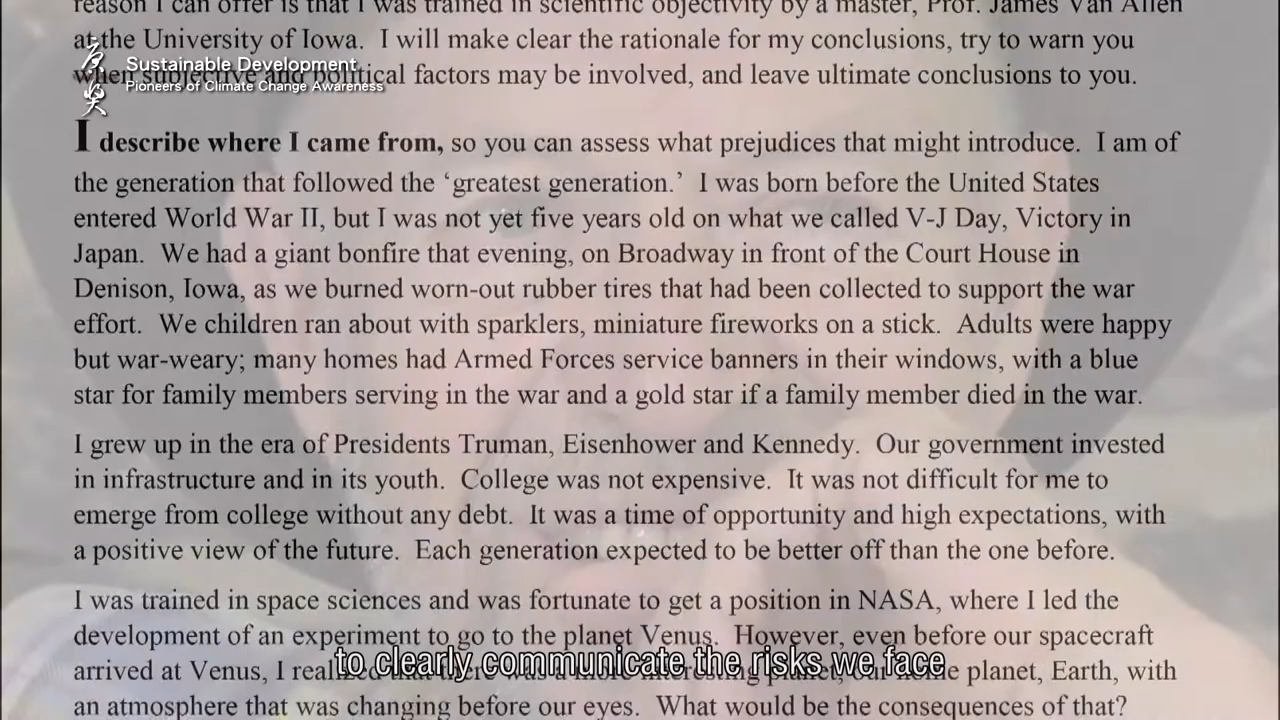 reason I can offer is that I was trained in scientific objectivity by a master, Prof. James Van Allen
at the University of Iowa.  I will make clear the rationale for my conclusions, try to warn you
when subjective and political factors may be involved, and leave ultimate conclusions to you.
Sustainable Development
Pioneers of Climate Change Awareness
I describe where I came from, so you can assess what prejudices that might introduce.  I am of
the generation that followed the ‘greatest generation.’  I was born before the United States
entered World War II, but I was not yet five years old on what we called V-J Day, Victory in
Japan.  We had a giant bonfire that evening, on Broadway in front of the Court House in
Denison, Iowa, as we burned worn-out rubber tires that had been collected to support the war
effort.  We children ran about with sparklers, miniature fireworks on a stick.  Adults were happy
but war-weary; many homes had Armed Forces service banners in their windows, with a blue
star for family members serving in the war and a gold star if a family member died in the war.
I grew up in the era of Presidents Truman, Eisenhower and Kennedy.  Our government invested
in infrastructure and in its youth.  College was not expensive.  It was not difficult for me to
emerge from college without any debt.  It was a time of opportunity and high expectations, with
a positive view of the future.  Each generation expected to be better off than the one before.
I was trained in space sciences and was fortunate to get a position in NASA, where I led the
development of an experiment to go to the planet Venus.  However, even before our spacecraft
arrived at Venus, I realized that there was a more interesting planet, our home planet, Earth, with
to clearly communicate the risks we face
an atmosphere that was changing before our eyes.  What would be the consequences of that?